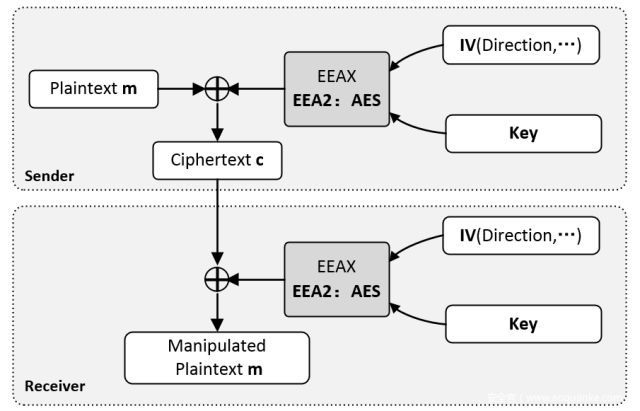 IV(Direction,···)
EEAX
EEA2：AES
Plaintext m
Key
Ciphertext c
Sender
IV(Direction,···)
EEAX
EEA2：AES
Key
Manipulated
Plaintext m
Receiver